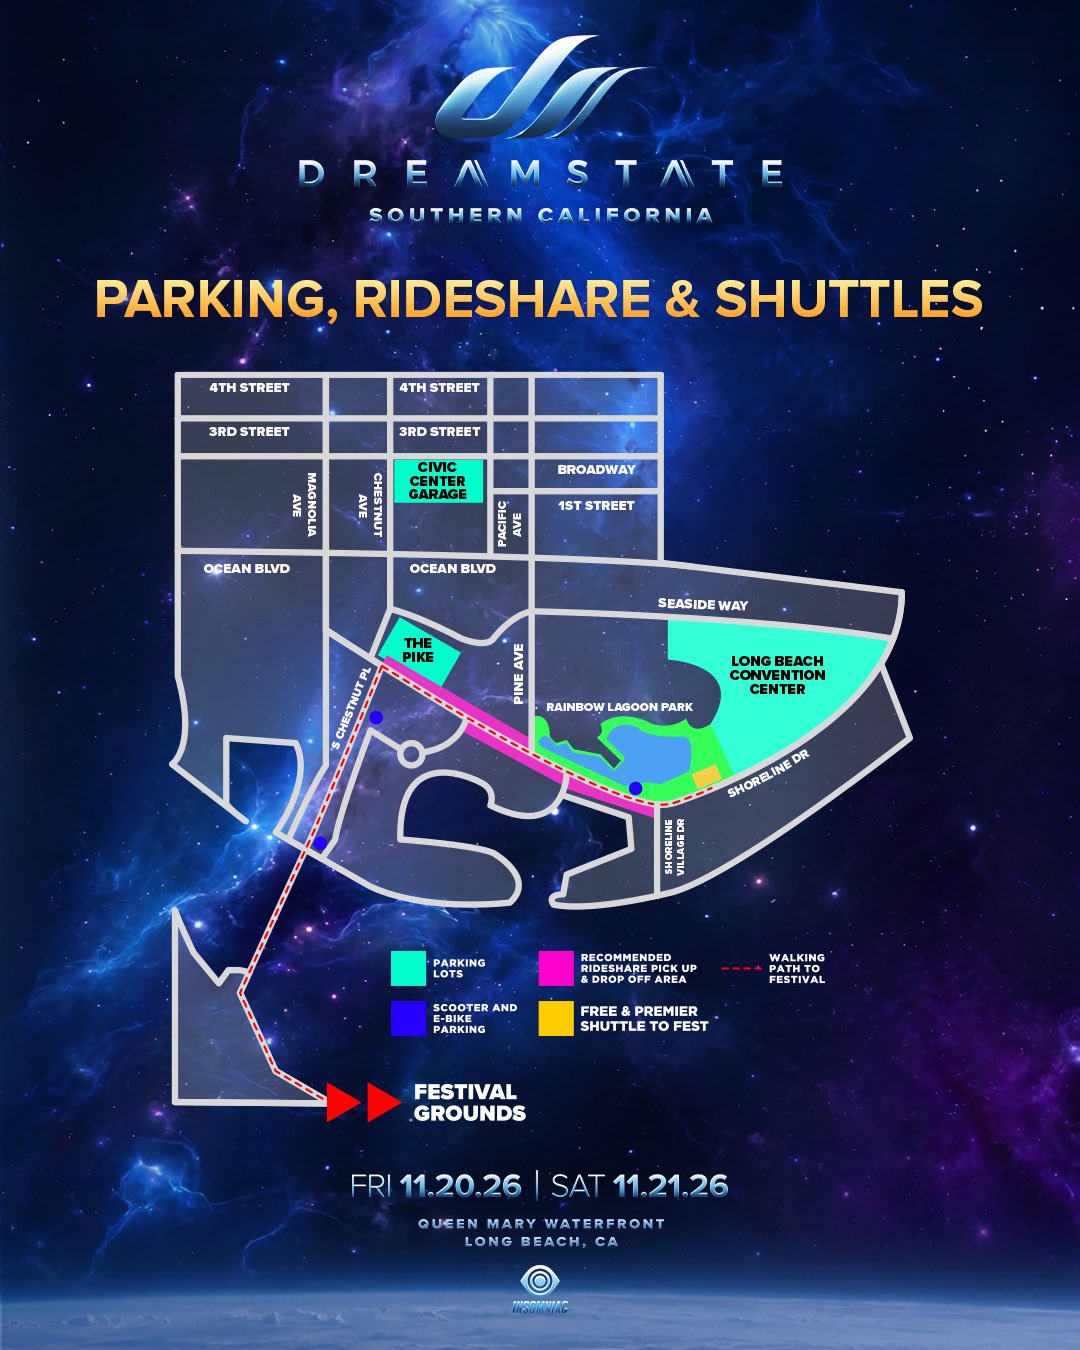 DREAMSTATE
SOUTHERN CALIFORNIA
PARKING, RIDESHARE & SHUTTLES
4TH STREET
4TH STREET
3RD STREET
3RD STREET
CIVIC
CENTER
GARAGE
BROADWAY
MAGNOLIA
AVE
CHESTNUT
AVE
PACIFIC
AVE
1ST STREET
OCEAN BLVD
OCEAN BLVD
SEASIDE WAY
THE
PIKE
PINE AVE
LONG BEACH
CONVENTION
CENTER
S CHESTNUT PL
RAINBOW LAGOON PARK
SHORELINE DR
SHORELINE
VILLAGE DR
PARKING
LOTS
RECOMMENDED
RIDESHARE PICK UP
& DROP OFF AREA
WALKING
PATH TO
FESTIVAL
SCOOTER AND
E-BIKE
PARKING
FREE & PREMIER
SHUTTLE TO FEST
FESTIVAL
GROUNDS
FRI 11.20.26 | SAT 11.21.26
QUEEN MARY WATERFRONT
LONG BEACH, CA
INSOMNIAC